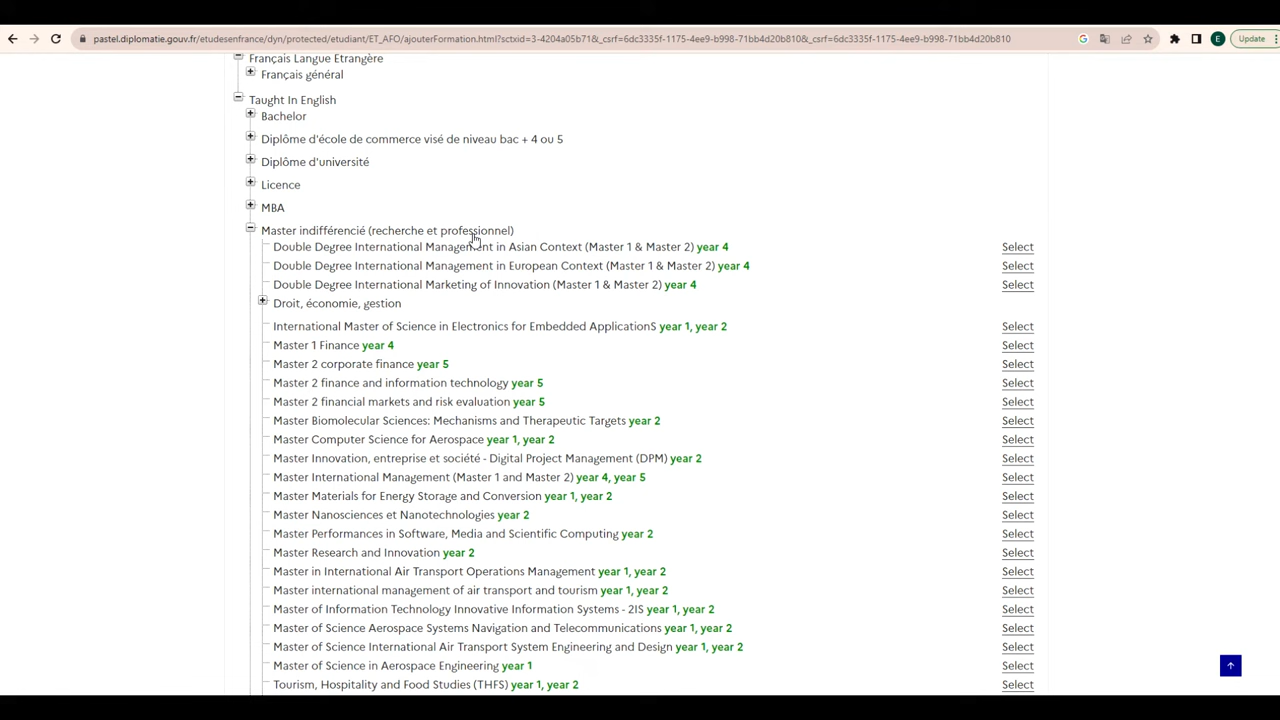 pastel.diplomatie.gouv.fr/etudesenfrance/dyn/protected/etudiant/ET_AFO/ajouterFormation.html?sctxid=3-4204a05b71&_csrf=6dc3335f-1175-4ee9-b998-71bb4d20b810&_csrf=6dc3335f-1175-4ee9-b998-71bb4d20b810 E Update
Français Langue Etrangère
Français général
Taught In English
Bachelor
Diplôme d'école de commerce visé de niveau bac + 4 ou 5
Diplôme d'université
Licence
MBA
Master indifférencié (recherche et professionnel)
Double Degree International Management in Asian Context (Master 1 & Master 2) year 4 Select
Double Degree International Management in European Context (Master 1 & Master 2) year 4 Select
Double Degree International Marketing of Innovation (Master 1 & Master 2) year 4 Select
Droit, économie, gestion
International Master of Science in Electronics for Embedded ApplicationS year 1, year 2 Select
Master 1 Finance year 4 Select
Master 2 corporate finance year 5 Select
Master 2 finance and information technology year 5 Select
Master 2 financial markets and risk evaluation year 5 Select
Master Biomolecular Sciences: Mechanisms and Therapeutic Targets year 2 Select
Master Computer Science for Aerospace year 1, year 2 Select
Master Innovation, entreprise et société - Digital Project Management (DPM) year 2 Select
Master International Management (Master 1 and Master 2) year 4, year 5 Select
Master Materials for Energy Storage and Conversion year 1, year 2 Select
Master Nanosciences et Nanotechnologies year 2 Select
Master Performances in Software, Media and Scientific Computing year 2 Select
Master Research and Innovation year 2 Select
Master in International Air Transport Operations Management year 1, year 2 Select
Master international management of air transport and tourism year 1, year 2 Select
Master of Information Technology Innovative Information Systems - 2IS year 1, year 2 Select
Master of Science Aerospace Systems Navigation and Telecommunications year 1, year 2 Select
Master of Science International Air Transport System Engineering and Design year 1, year 2 Select
Master of Science in Aerospace Engineering year 1 Select
Tourism, Hospitality and Food Studies (THFS) year 1, year 2 Select